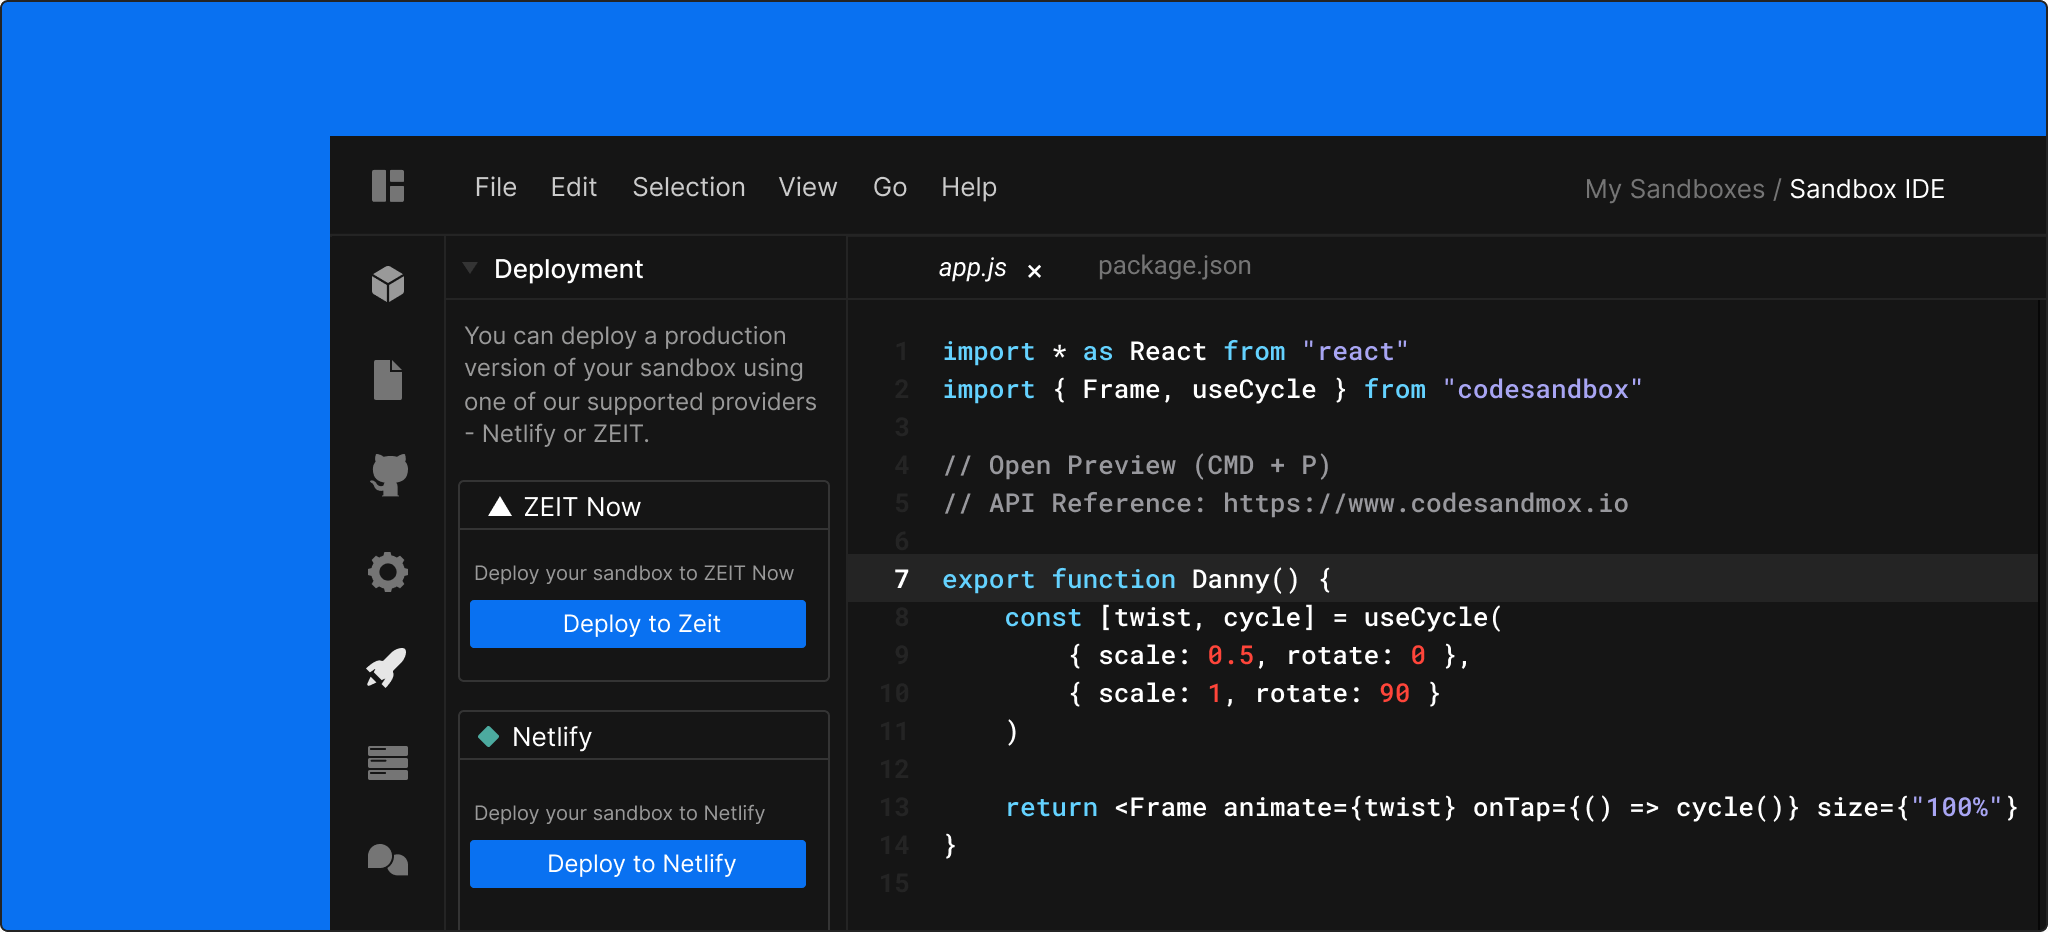 File Edit Selection View Go Help
My Sandboxes / Sandbox IDE
Deployment
You can deploy a production
version of your sandbox using
one of our supported providers
- Netlify or ZEIT.
ZEIT Now
Deploy your sandbox to ZEIT Now
Deploy to Zeit
Netlify
Deploy your sandbox to Netlify
Deploy to Netlify
app.js × package.json
1 import * as React from "react"
2 import { Frame, useCycle } from "codesandbox"
3
4 // Open Preview (CMD + P)
5 // API Reference: https://www.codesandmox.io
6
7 export function Danny() {
8 const [twist, cycle] = useCycle(
9 { scale: 0.5, rotate: 0 },
10 { scale: 1, rotate: 90 }
11 )
12
13 return <Frame animate={twist} onTap={() => cycle()} size={"100%"}
14 }
15